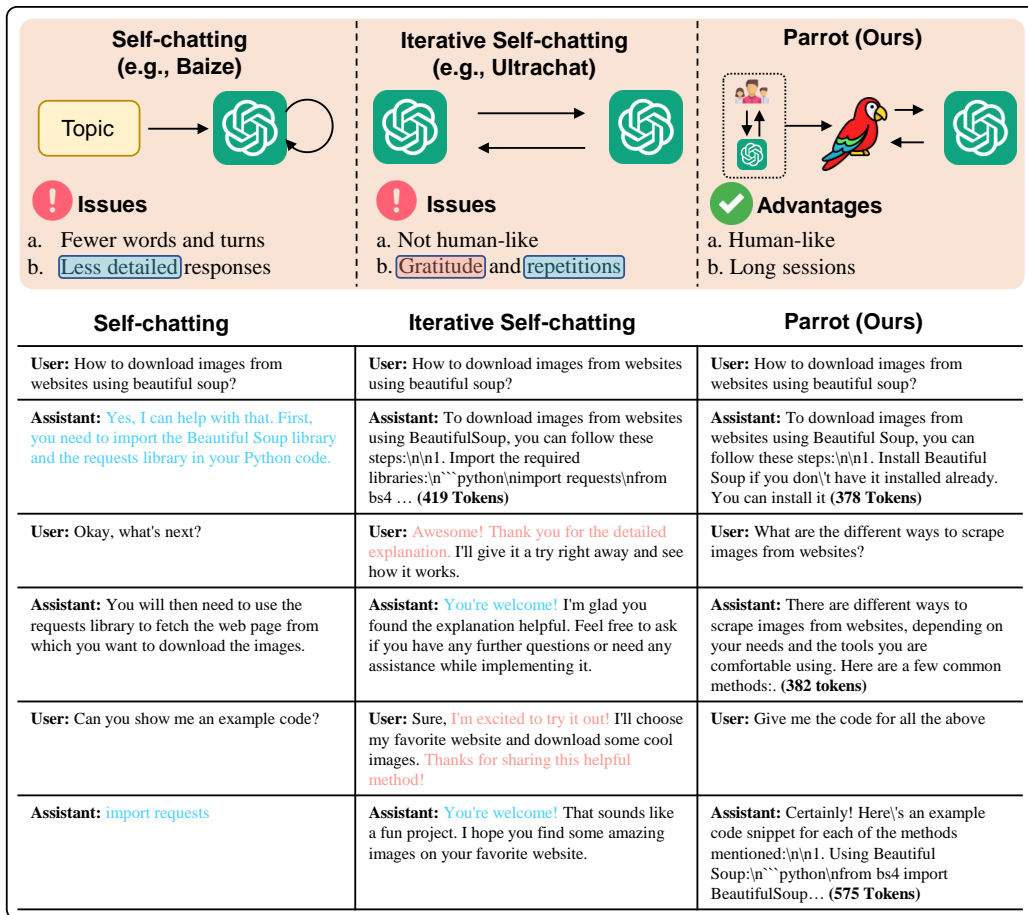 Self-chatting
(e.g., Baize)
Topic
Issues
a. Fewer words and turns
b. Less detailed responses
Iterative Self-chatting
(e.g., Ultrachat)
Issues
a. Not human-like
b. Gratitude and repetitions
Parrot (Ours)
Advantages
a. Human-like
b. Long sessions
Self-chatting
Iterative Self-chatting
Parrot (Ours)
User: How to download images from
websites using beautiful soup?
User: How to download images from websites
using beautiful soup?
User: How to download images from
websites using beautiful soup?
Assistant: Yes, I can help with that. First,
you need to import the Beautiful Soup library
and the requests library in your Python code.
Assistant: To download images from websites
using BeautifulSoup, you can follow these
steps:\n\n1. Import the required
libraries:\n```python\nimport requests\nfrom
bs4 … (419 Tokens)
Assistant: To download images from
websites using Beautiful Soup, you can
follow these steps:\n\n1. Install Beautiful
Soup if you don\'t have it installed already.
You can install it (378 Tokens)
User: Okay, what's next?
User: Awesome! Thank you for the detailed
explanation. I'll give it a try right away and see
how it works.
User: What are the different ways to scrape
images from websites?
Assistant: You will then need to use the
requests library to fetch the web page from
which you want to download the images.
Assistant: You're welcome! I'm glad you
found the explanation helpful. Feel free to ask
if you have any further questions or need any
assistance while implementing it.
Assistant: There are different ways to
scrape images from websites, depending on
your needs and the tools you are
comfortable using. Here are a few common
methods:. (382 tokens)
User: Can you show me an example code?
User: Sure, I'm excited to try it out! I'll choose
my favorite website and download some cool
images. Thanks for sharing this helpful
method!
User: Give me the code for all the above
Assistant: import requests
Assistant: You're welcome! That sounds like
a fun project. I hope you find some amazing
images on your favorite website.
Assistant: Certainly! Here\'s an example
code snippet for each of the methods
mentioned:\n\n1. Using Beautiful
Soup:\n```python\nfrom bs4 import
BeautifulSoup… (575 Tokens)